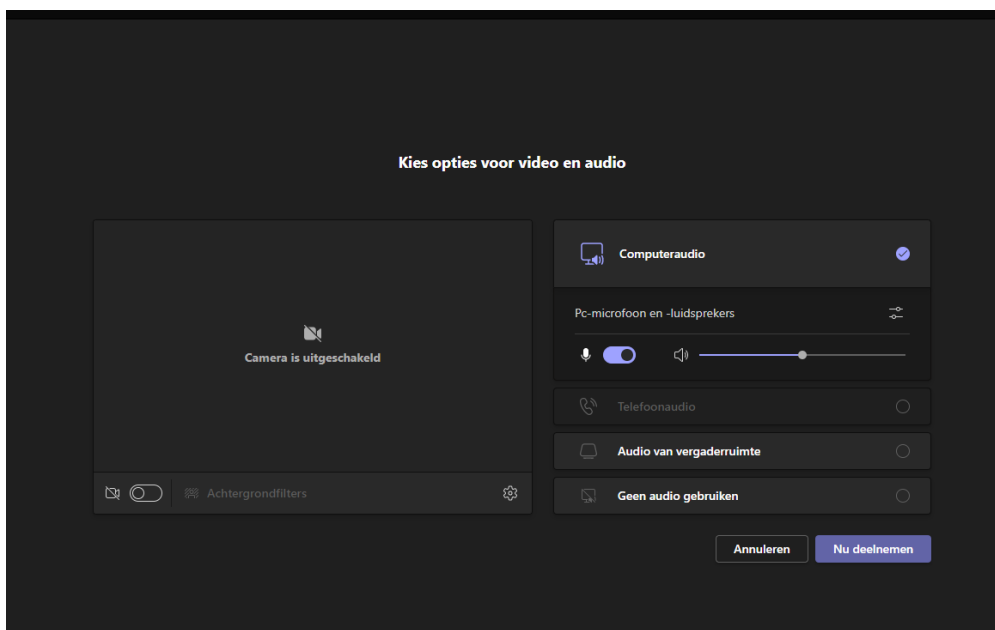 Kies opties voor video en audio
Camera is uitgeschakeld
Achtergrondfilters
Computeraudio
Pc-microfoon en -luidsprekers
Telefoonaudio
Audio van vergaderruimte
Geen audio gebruiken
Annuleren
Nu deelnemen